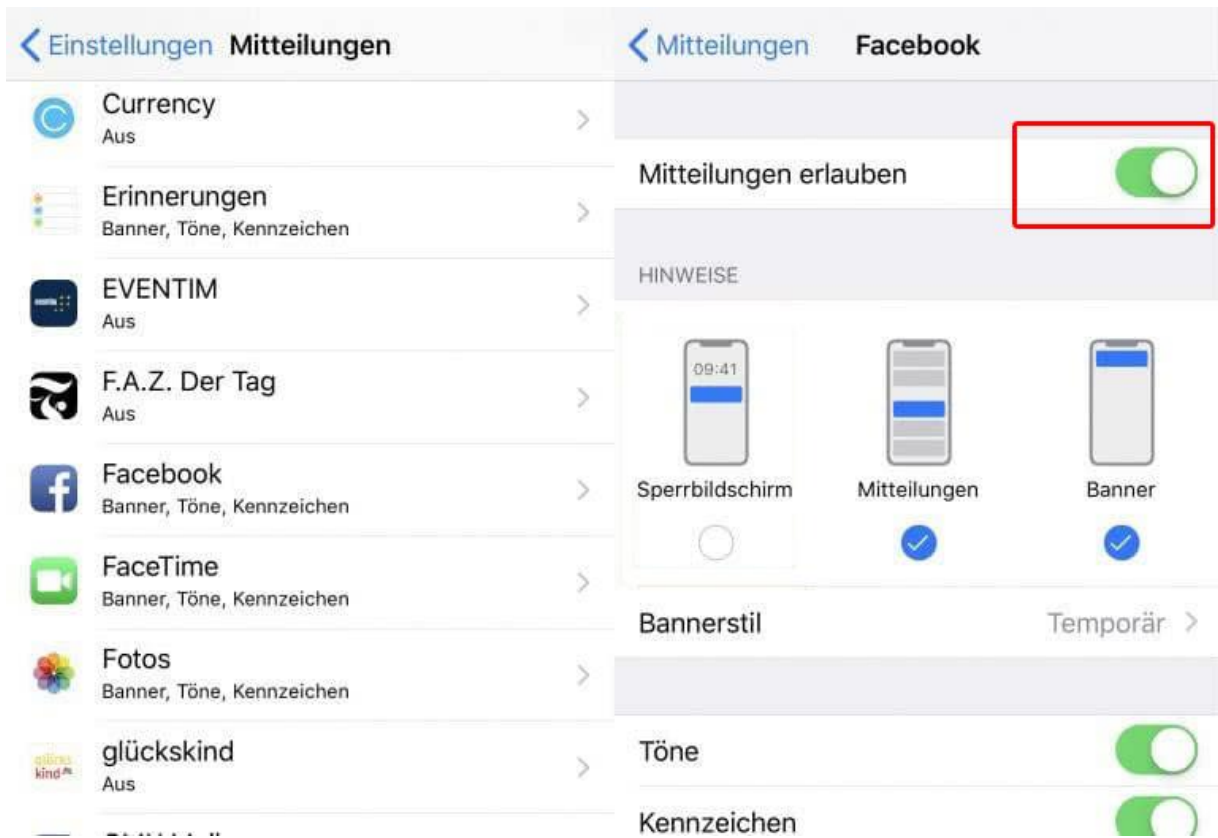 Einstellungen Mitteilungen
Currency
Aus
Erinnerungen
Banner, Töne, Kennzeichen
EVENTIM
Aus
F.A.Z. Der Tag
Aus
Facebook
Banner, Töne, Kennzeichen
FaceTime
Banner, Töne, Kennzeichen
Fotos
Banner, Töne, Kennzeichen
glückskind
Aus
Mitteilungen Facebook
Mitteilungen erlauben
HINWEISE
09:41
Sperrbildschirm Mitteilungen Banner
Bannerstil Temporär
Töne
Kennzeichen